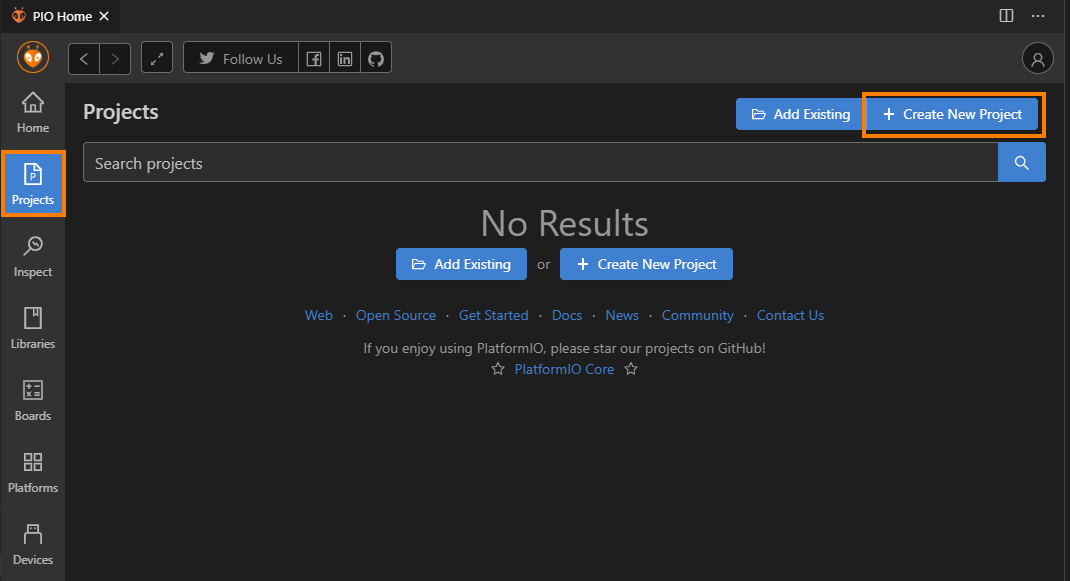 PIO Home
Follow Us
Home
Projects
Inspect
Libraries
Boards
Platforms
Devices
Projects
Add Existing
Create New Project
Search projects
No Results
Add Existing or Create New Project
Web · Open Source · Get Started · Docs · News · Community · Contact Us
If you enjoy using PlatformIO, please star our projects on GitHub!
PlatformIO Core